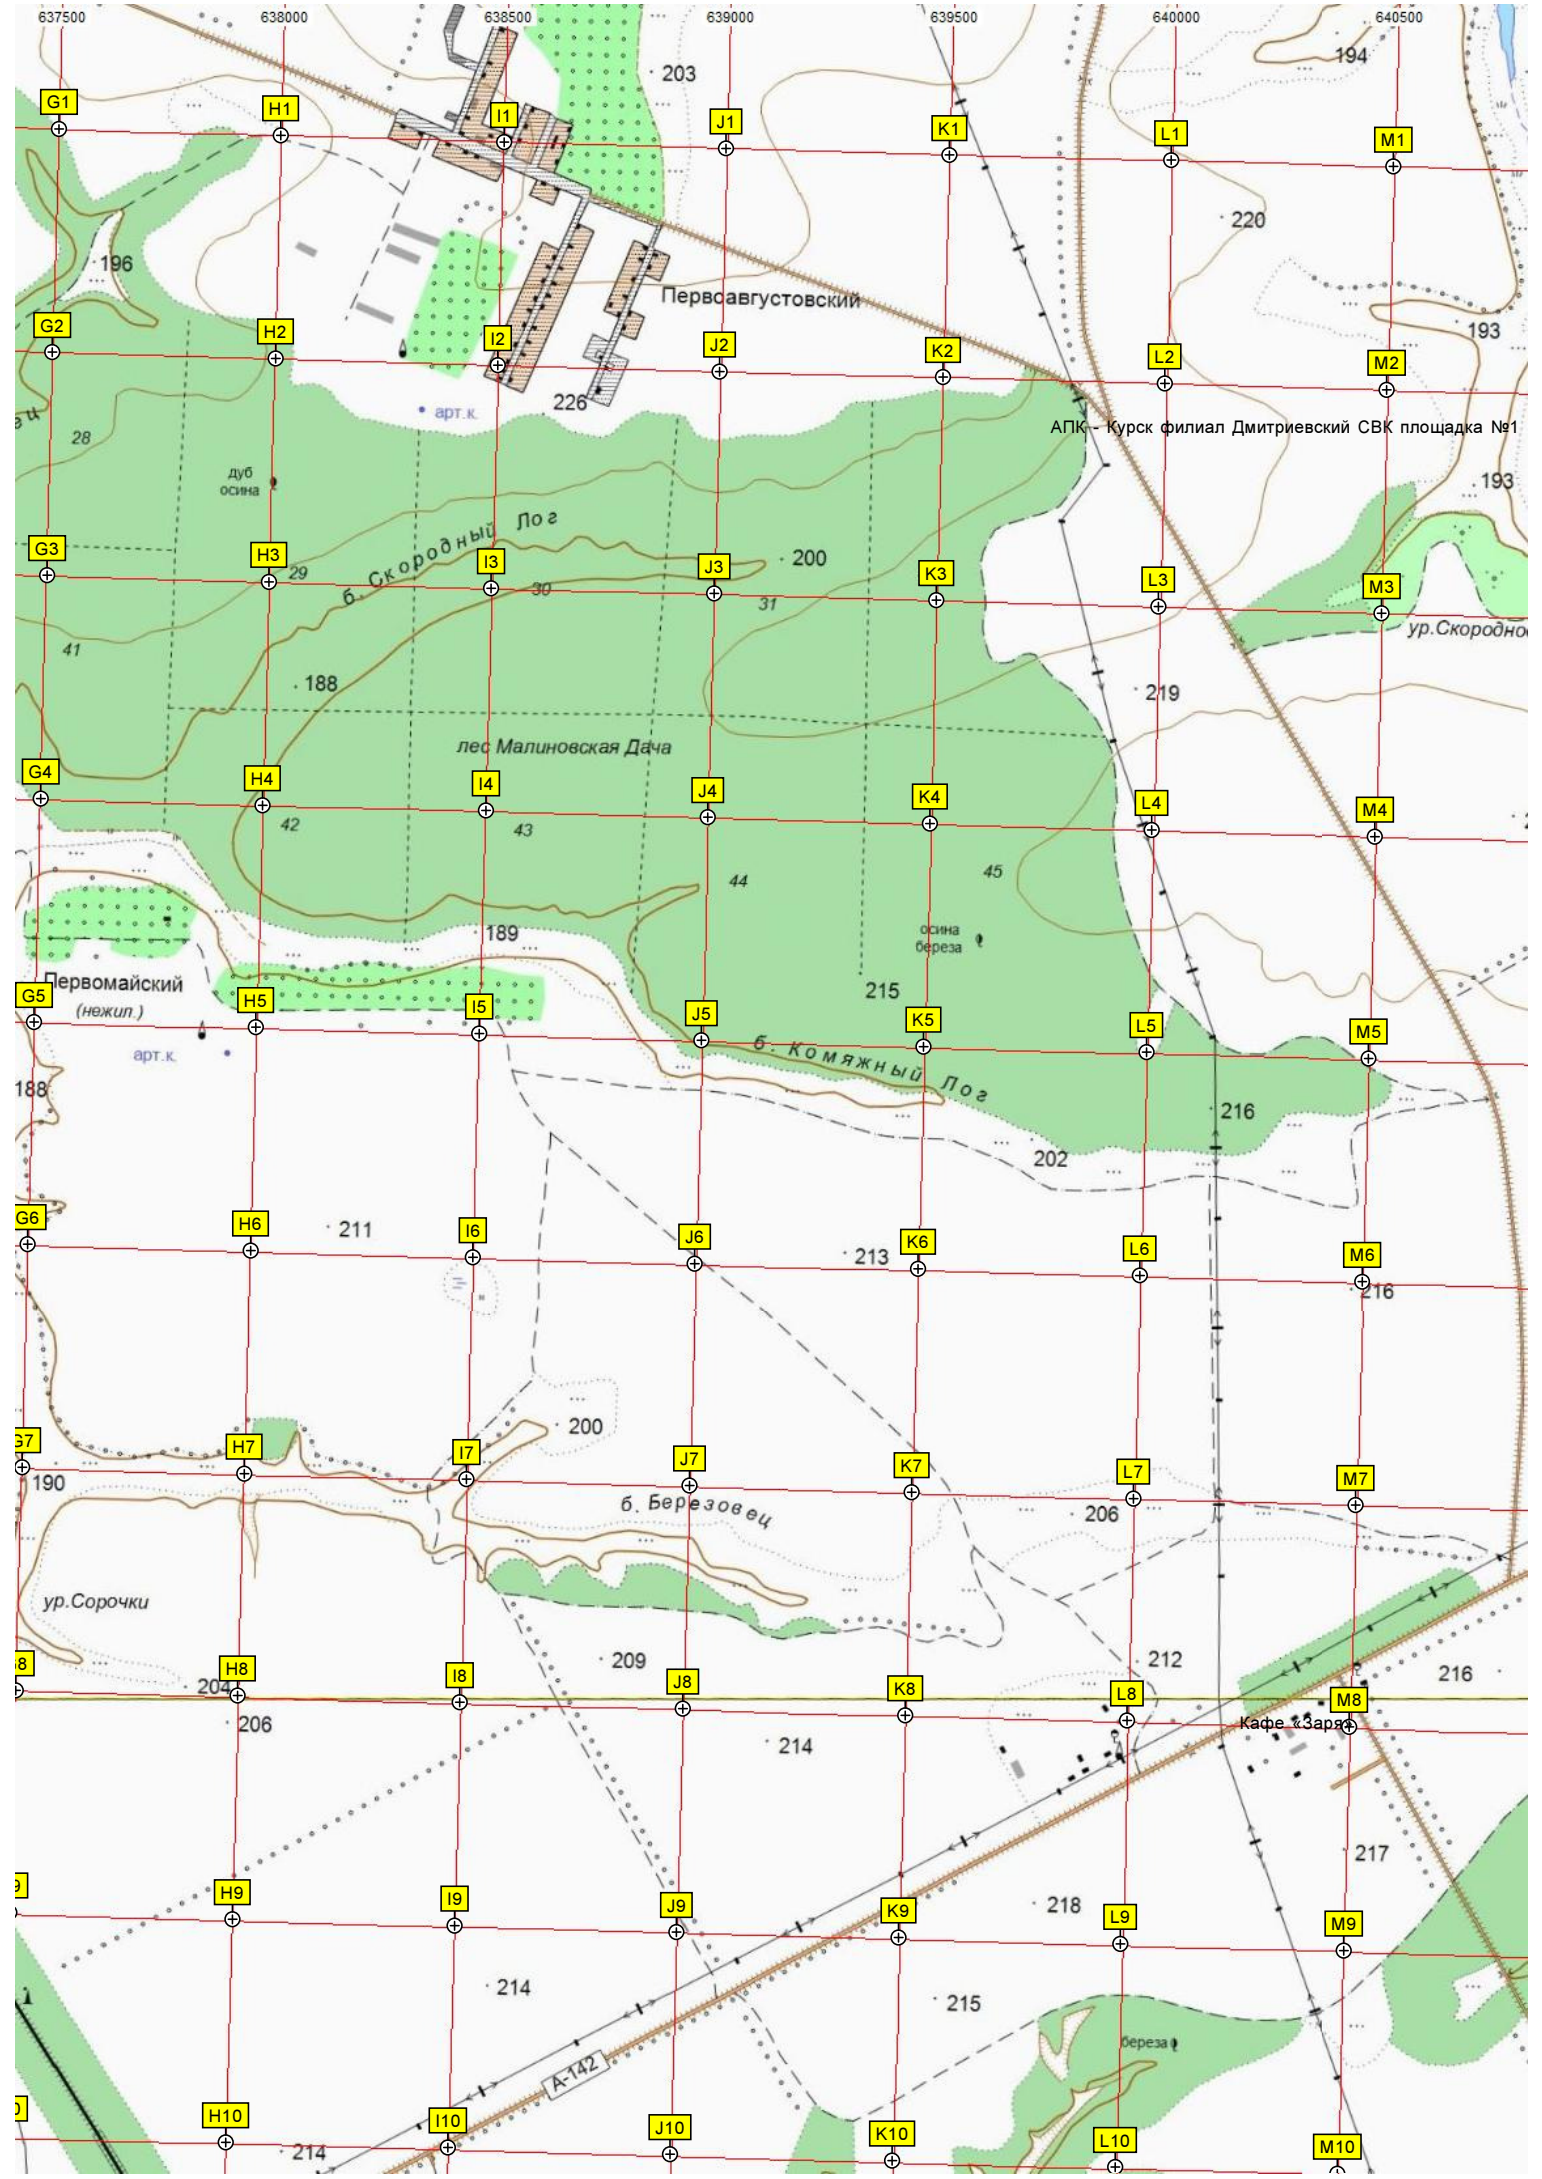 637500 638000 638500 639000 639500 640000 640500
194
203
G1 H1 I1 J1 K1 L1 M1
220
196
Первоавгустовский
193
G2 H2 I2 J2 K2 L2 M2
226
арт.к.
АПК - Курск филиал Дмитриевский СВК площадка №1
28
дуб
осина
193
б. Скородный Лог
200
G3 H3 I3 J3 K3 L3 M3
29 30 31
ур.Скородно
41
188
219
лес Малиновская Дача
G4 H4 I4 J4 K4 L4 M4
42 43
44 45
189
осина
береза
Первомайский
(нежил.)
215
G5 H5 I5 J5 K5 L5 M5
арт.к.
б. Комяжный Лог
188
216
202
G6 H6 I6 J6 K6 L6 M6
211
213
216
200
G7 H7 I7 J7 K7 L7 M7
190
б. Березовец
206
ур.Сорочки
209
212
216
H8 I8 J8 K8 L8 M8
204
206
Кафе «Заря»
214
217
H9 I9 J9 K9 L9 M9
218
214
215
береза
А-142
H10 I10 J10 K10 L10 M10
214